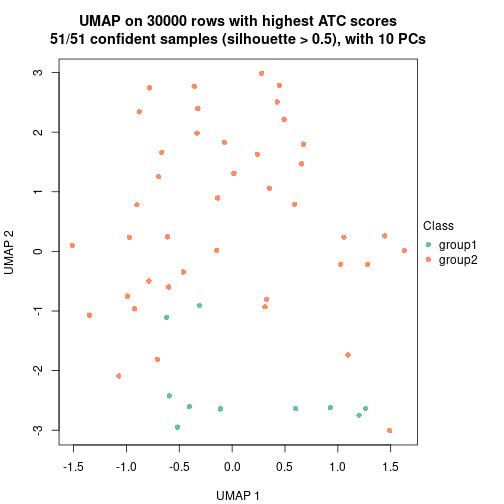 UMAP on 30000 rows with highest ATC scores
51/51 confident samples (silhouette > 0.5), with 10 PCs
3
2
1
0
-1
-2
-3
UMAP 2
-1.5 -1.0 -0.5 0.0 0.5 1.0 1.5
UMAP 1
Class
group1
group2